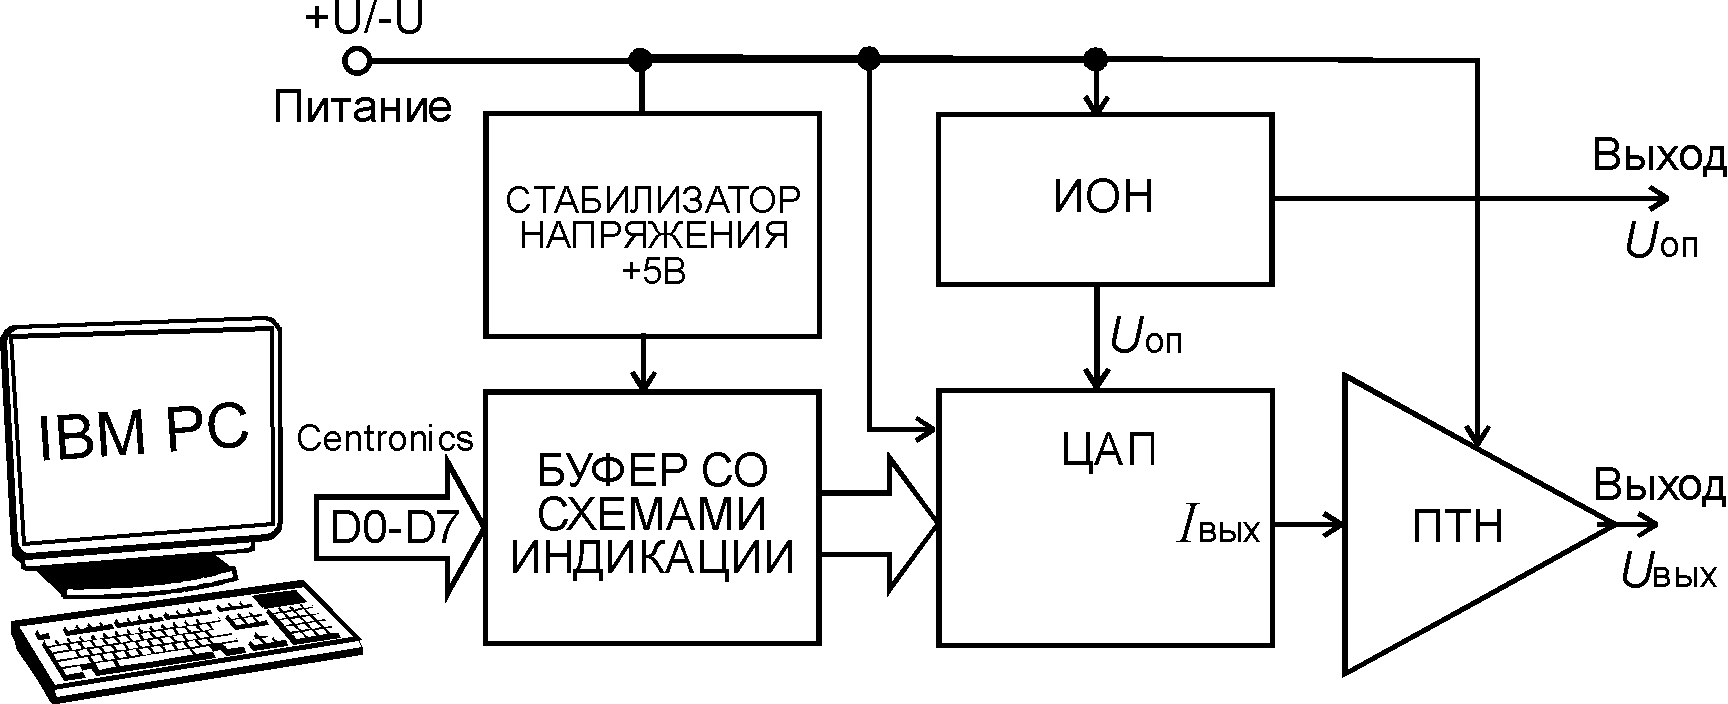 +U/-U
Питание
СТАБИЛИЗАТОР
НАПРЯЖЕНИЯ
+5В
ИОН
Выход
Uоп
Uоп
IBM PC
Centronics
D0-D7
БУФЕР СО
СХЕМАМИ
ИНДИКАЦИИ
ЦАП
Iвых
ПТН
Выход
Uвых